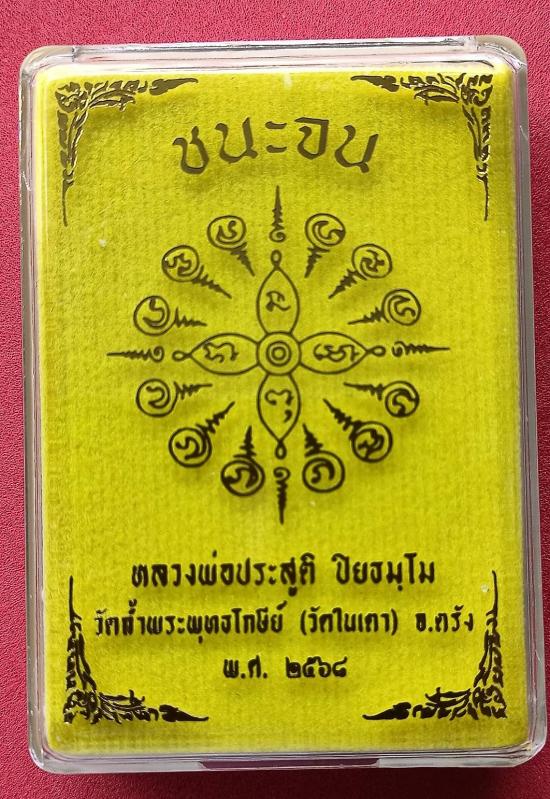 ชนะจน
หลวงพ่อประสูติ ปิยธมฺโม
วัดถ้ำพระพุทธโกษีย์ (วัดในเตา) จ.ตรัง
พ.ศ. ๒๕๖๘